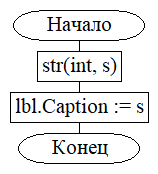 Начало
str(int, s)
lbl.Caption := s
Конец